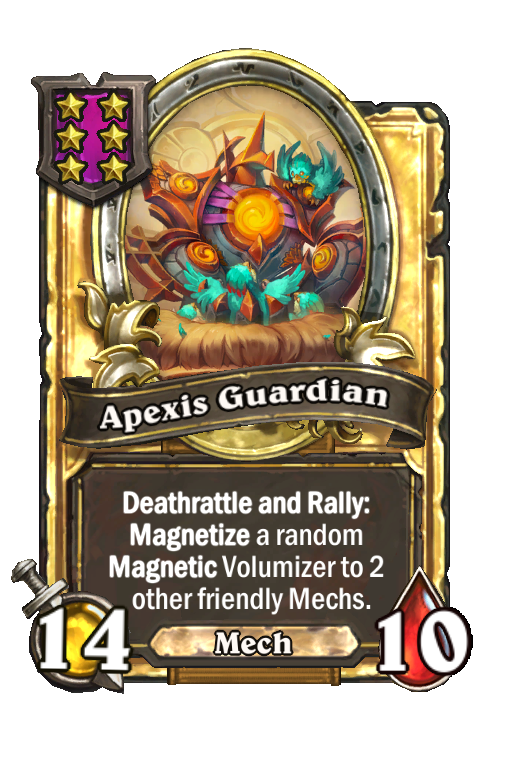 Apexis Guardian
Deathrattle and Rally:
Magnetize a random
Magnetic Volumizer to 2
other friendly Mechs.
14
Mech
10